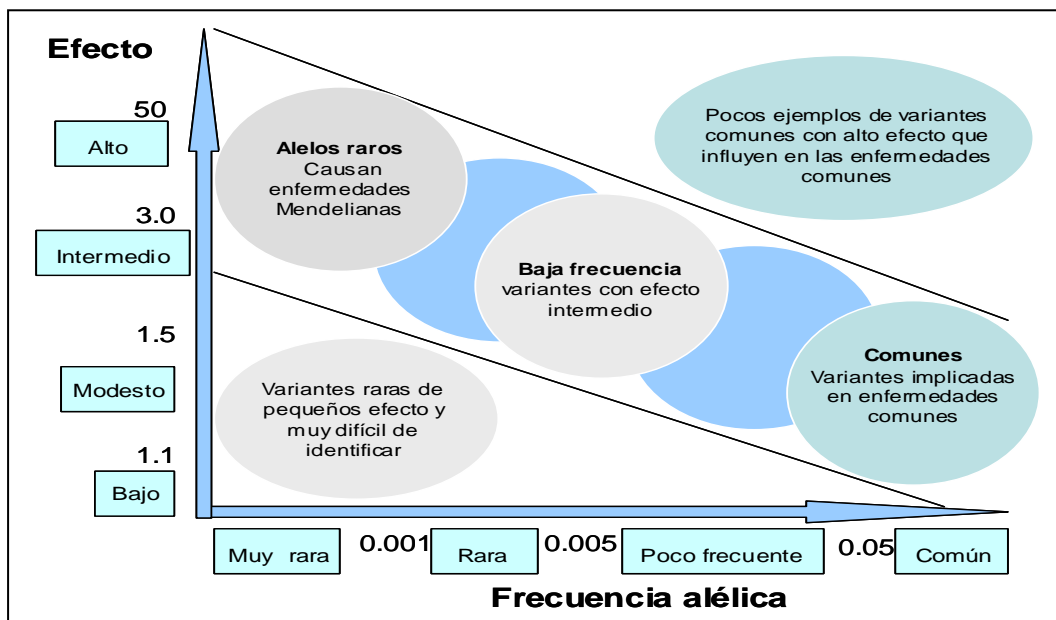 Efecto
50
Alto
3.0
Intermedio
1.5
Modesto
1.1
Bajo
Alelos raros
Causan
enfermedades
Mendelianas
Pocos ejemplos de variantes
comunes con alto efecto que
influyen en las enfermedades
comunes
Baja frecuencia
variantes con efecto
intermedio
Variantes raras de
pequeños efecto y
muy difícil de
identificar
Comunes
Variantes implicadas
en enfermedades
comunes
Muy rara
0.001
Rara
0.005
Poco frecuente
0.05
Común
Frecuencia alélica